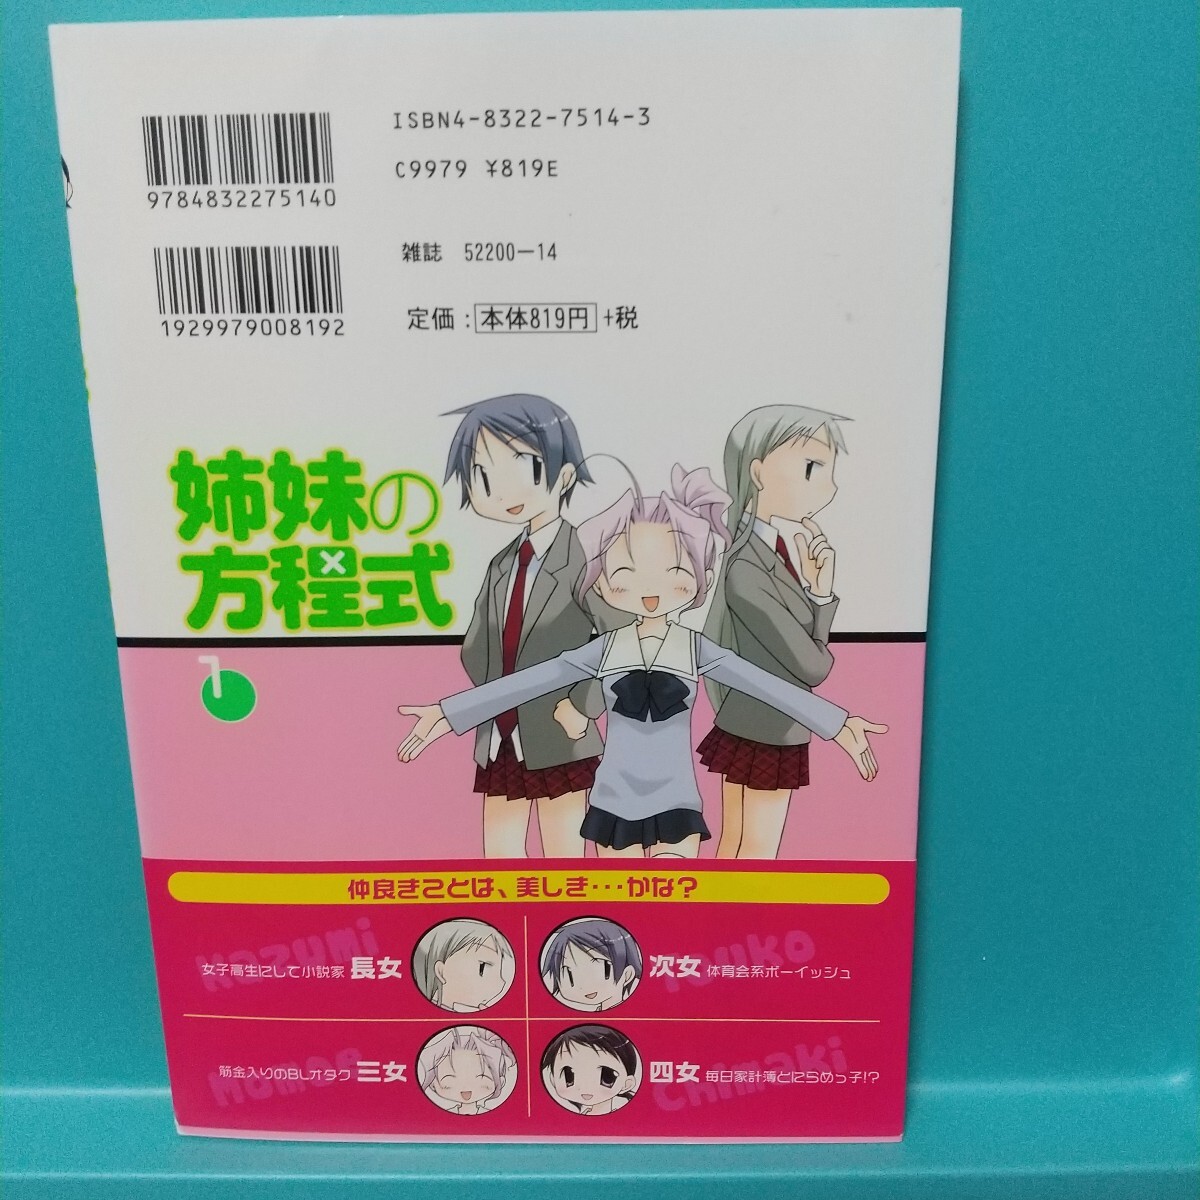 ISBN4-8322-7514-3
9784832275140
C9979 ¥819E
雑誌 52200-14
1929979008192
定価：本体819円+税
姉妹の
方程式
1
仲良きことは、美しき…かな？
Kazumi
女子高生にして小説家 長女
次女 体育会系ボーイッシュ
筋金入りのBLオタク 三女
Chimaki
四女 毎日家計簿とにらめっ子!?